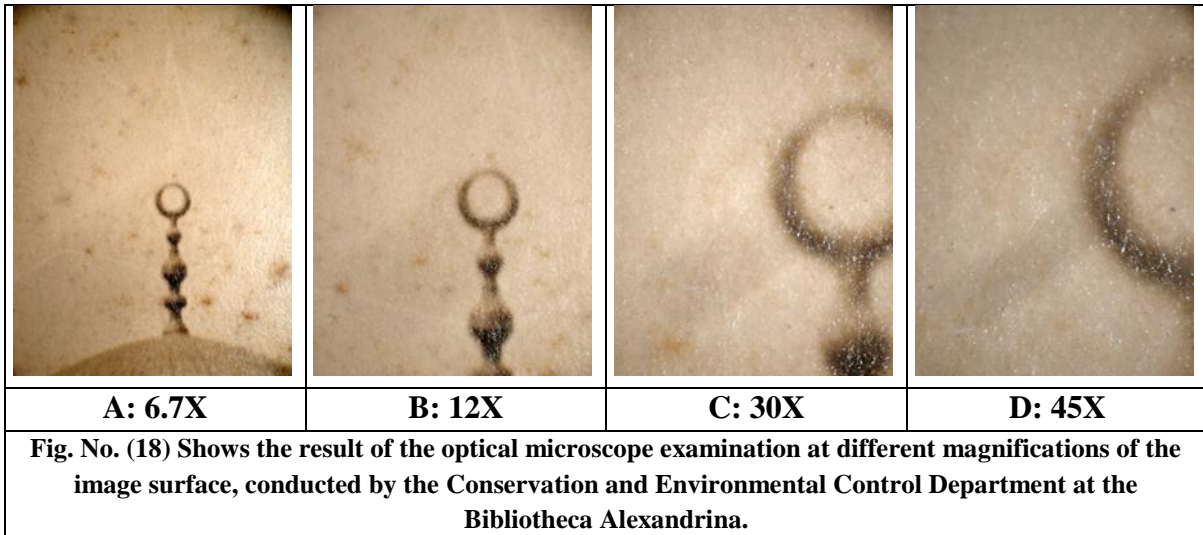 A: 6.7X
B: 12X
C: 30X
D: 45X
Fig. No. (18) Shows the result of the optical microscope examination at different magnifications of the
image surface, conducted by the Conservation and Environmental Control Department at the
Bibliotheca Alexandrina.